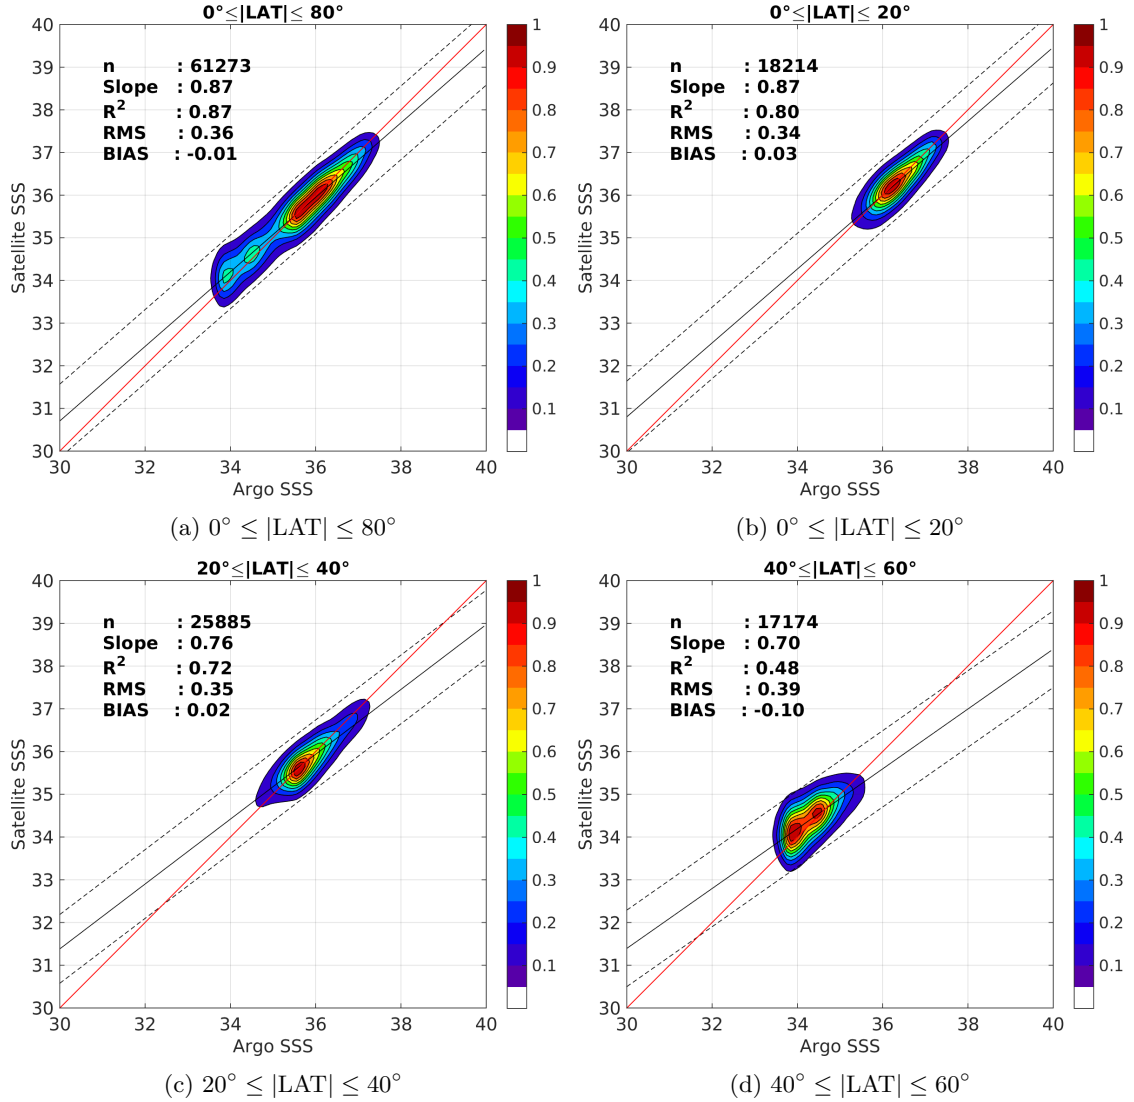 0°≤|LAT|≤ 80°
n : 61273
Slope : 0.87
R2 : 0.87
RMS : 0.36
BIAS : -0.01
40
39
38
37
36
35
34
33
32
31
30
Satellite SSS
30 32 34 36 38 40
Argo SSS
1
0.9
0.8
0.7
0.6
0.5
0.4
0.3
0.2
0.1
(a) 0° ≤ |LAT| ≤ 80°
0°≤|LAT|≤ 20°
n : 18214
Slope : 0.87
R2 : 0.80
RMS : 0.34
BIAS : 0.03
40
39
38
37
36
35
34
33
32
31
30
Satellite SSS
30 32 34 36 38 40
Argo SSS
1
0.9
0.8
0.7
0.6
0.5
0.4
0.3
0.2
0.1
(b) 0° ≤ |LAT| ≤ 20°
20°≤|LAT|≤ 40°
n : 25885
Slope : 0.76
R2 : 0.72
RMS : 0.35
BIAS : 0.02
40
39
38
37
36
35
34
33
32
31
30
Satellite SSS
30 32 34 36 38 40
Argo SSS
1
0.9
0.8
0.7
0.6
0.5
0.4
0.3
0.2
0.1
(c) 20° ≤ |LAT| ≤ 40°
40°≤|LAT|≤ 60°
n : 17174
Slope : 0.70
R2 : 0.48
RMS : 0.39
BIAS : -0.10
40
39
38
37
36
35
34
33
32
31
30
Satellite SSS
30 32 34 36 38 40
Argo SSS
1
0.9
0.8
0.7
0.6
0.5
0.4
0.3
0.2
0.1
(d) 40° ≤ |LAT| ≤ 60°